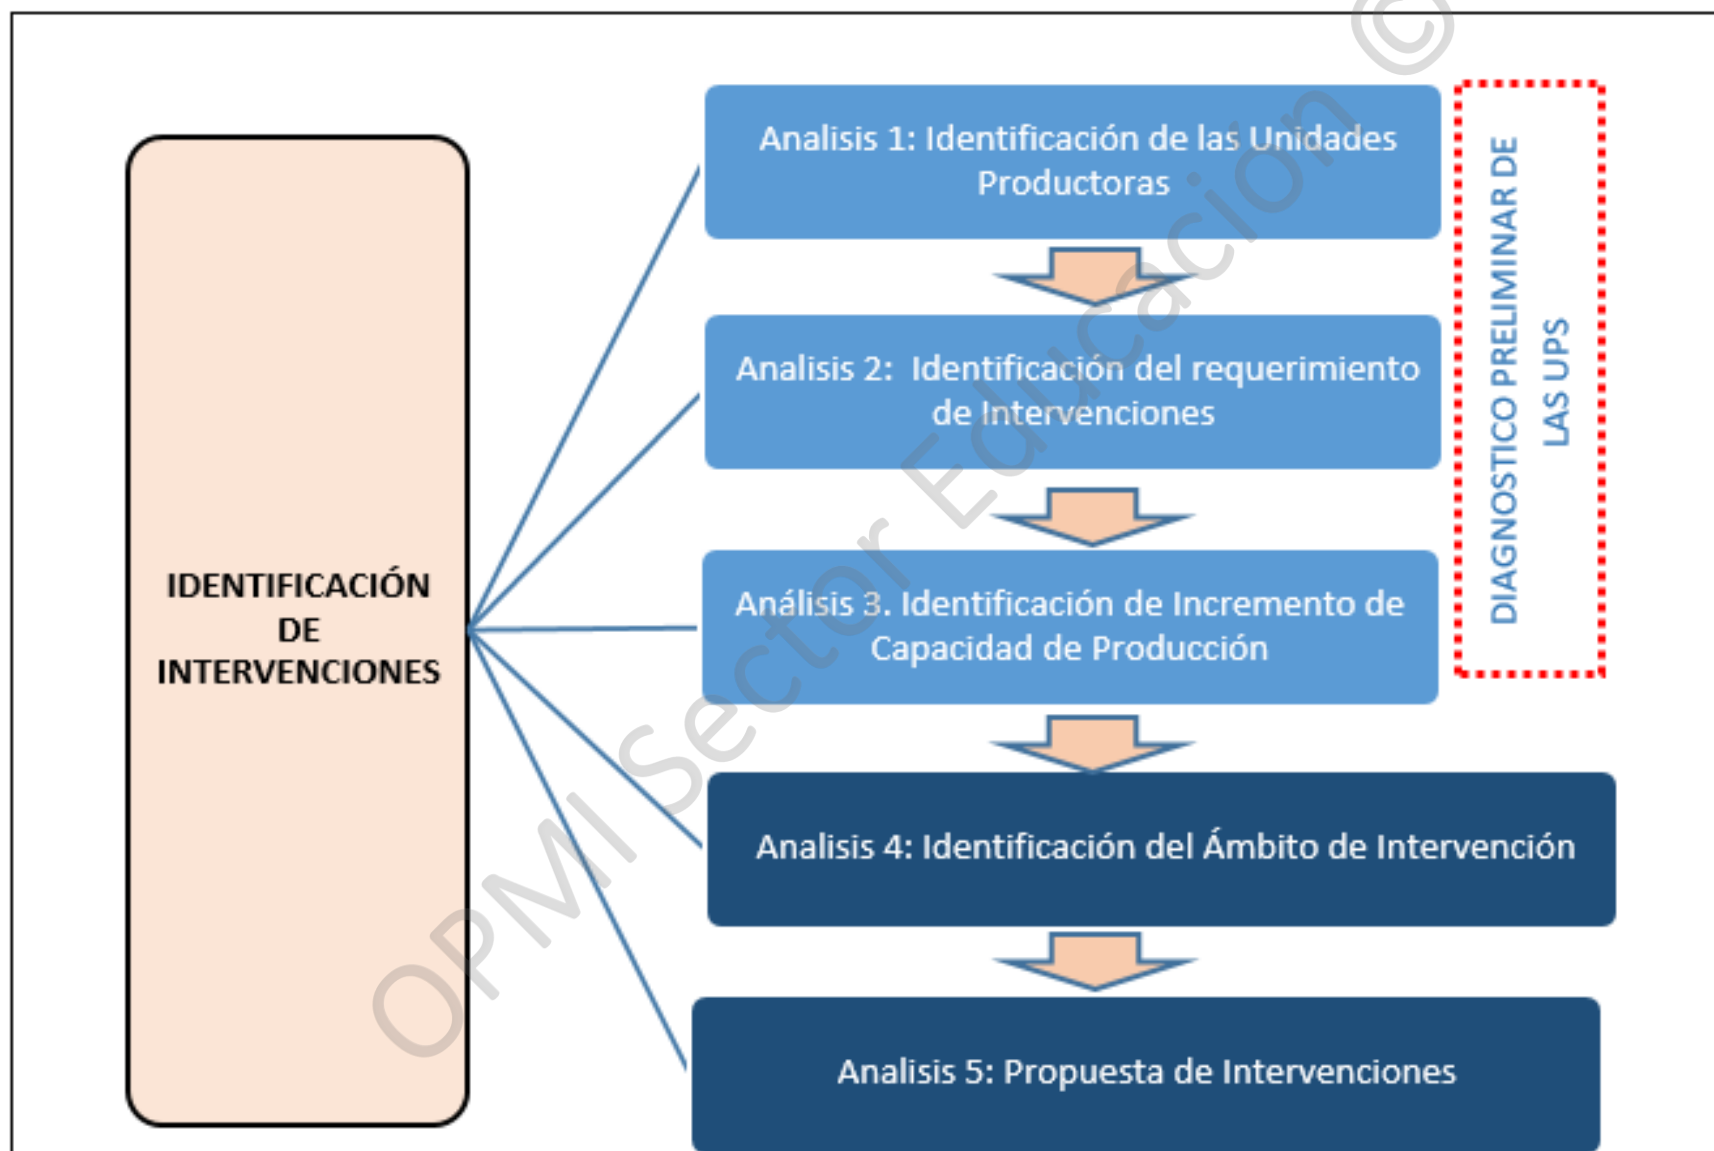 IDENTIFICACIÓN
DE
INTERVENCIONES
Analisis 1: Identificación de las Unidades
Productoras
Analisis 2:  Identificación del requerimiento
de Intervenciones
Análisis 3. Identificación de Incremento de
Capacidad de Producción
Analisis 4: Identificación del Ámbito de Intervención
Analisis 5: Propuesta de Intervenciones
DIAGNOSTICO PRELIMINAR DE
LAS UPS
OPMI Sector Educación ©